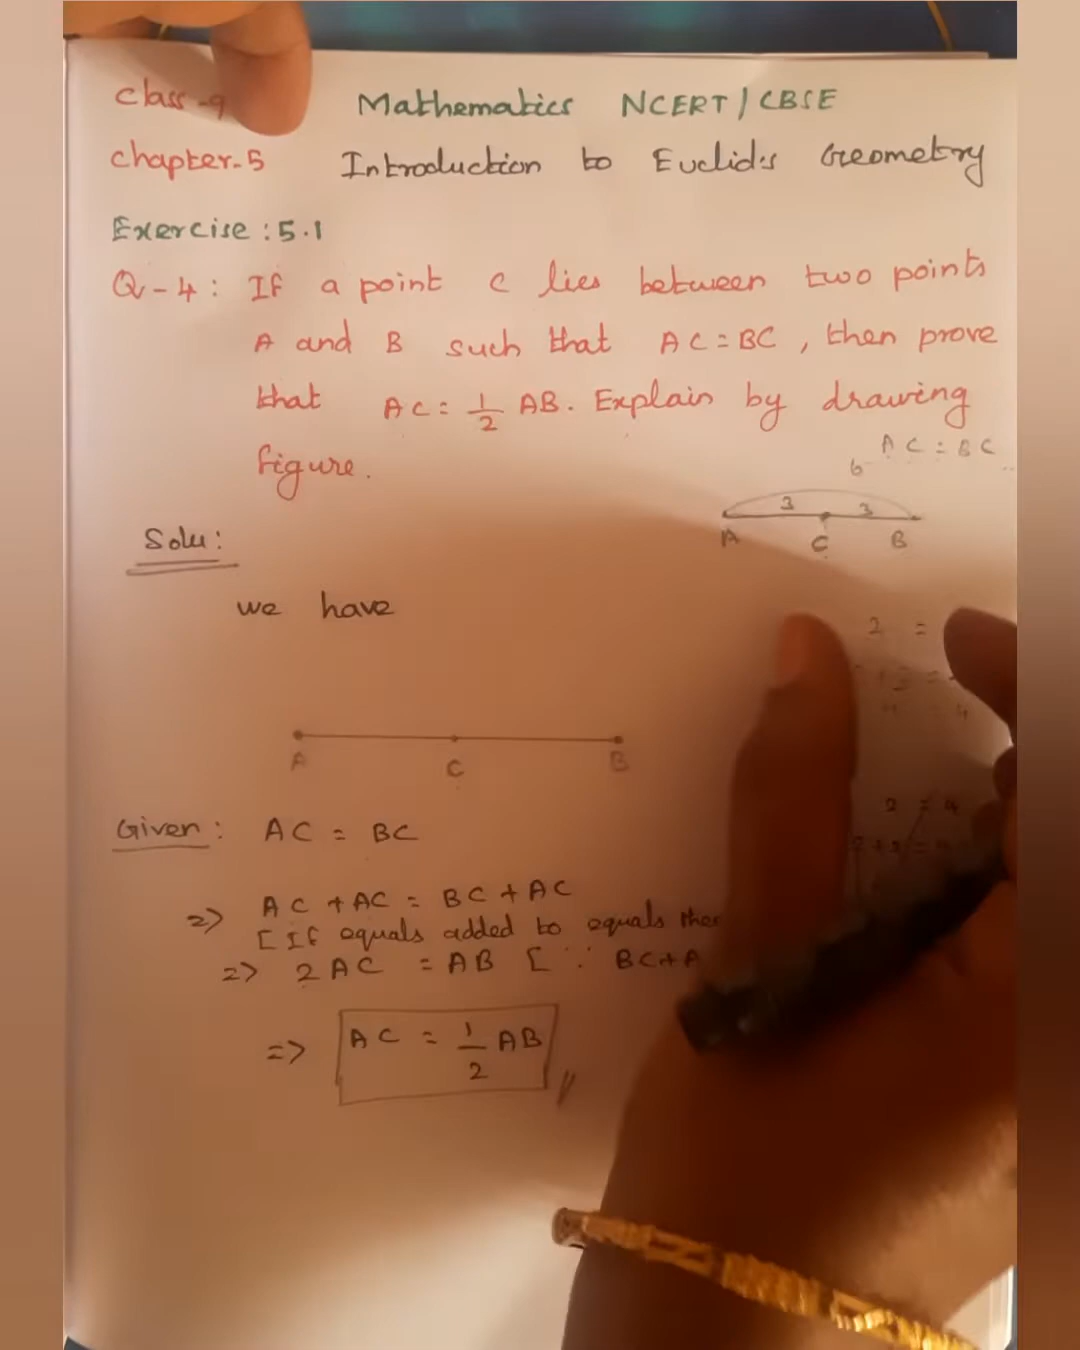 Class-9 Mathematics NCERT / CBSE
Chapter-5 Introduction to Euclid's Geometry
Exercise : 5.1
Q-4 : If a point C lies between two points
A and B such that AC = BC, then prove
that AC = 1/2 AB. Explain by drawing
figure.
AC = BC
6
3 3
A C B
Solu:
we have
2 =
A C B
Given: AC = BC
2 = 4
=> AC + AC = BC + AC
[If equals added to equals then
=> 2AC = AB [∵ BC+A
=> AC = 1/2 AB